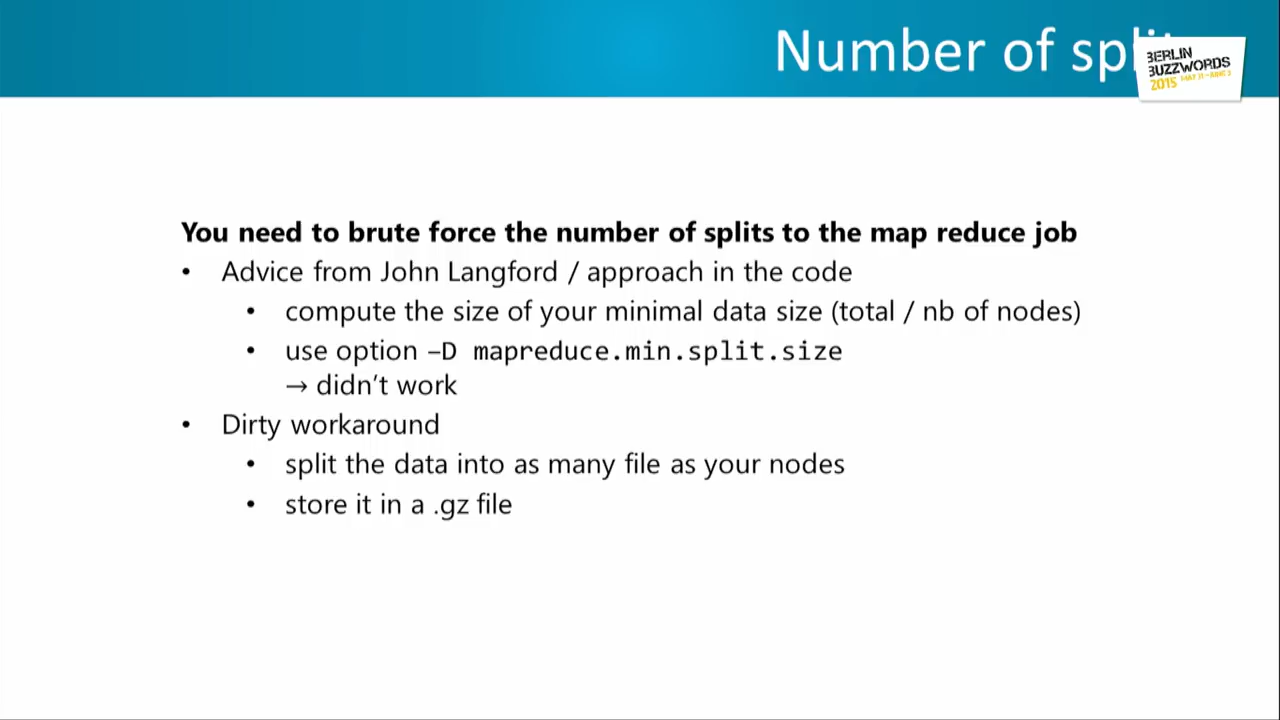 Number of split
BERLIN
BUZZWORDS
2015
You need to brute force the number of splits to the map reduce job
• Advice from John Langford / approach in the code
• compute the size of your minimal data size (total / nb of nodes)
• use option –D mapreduce.min.split.size
→ didn't work
• Dirty workaround
• split the data into as many file as your nodes
• store it in a .gz file